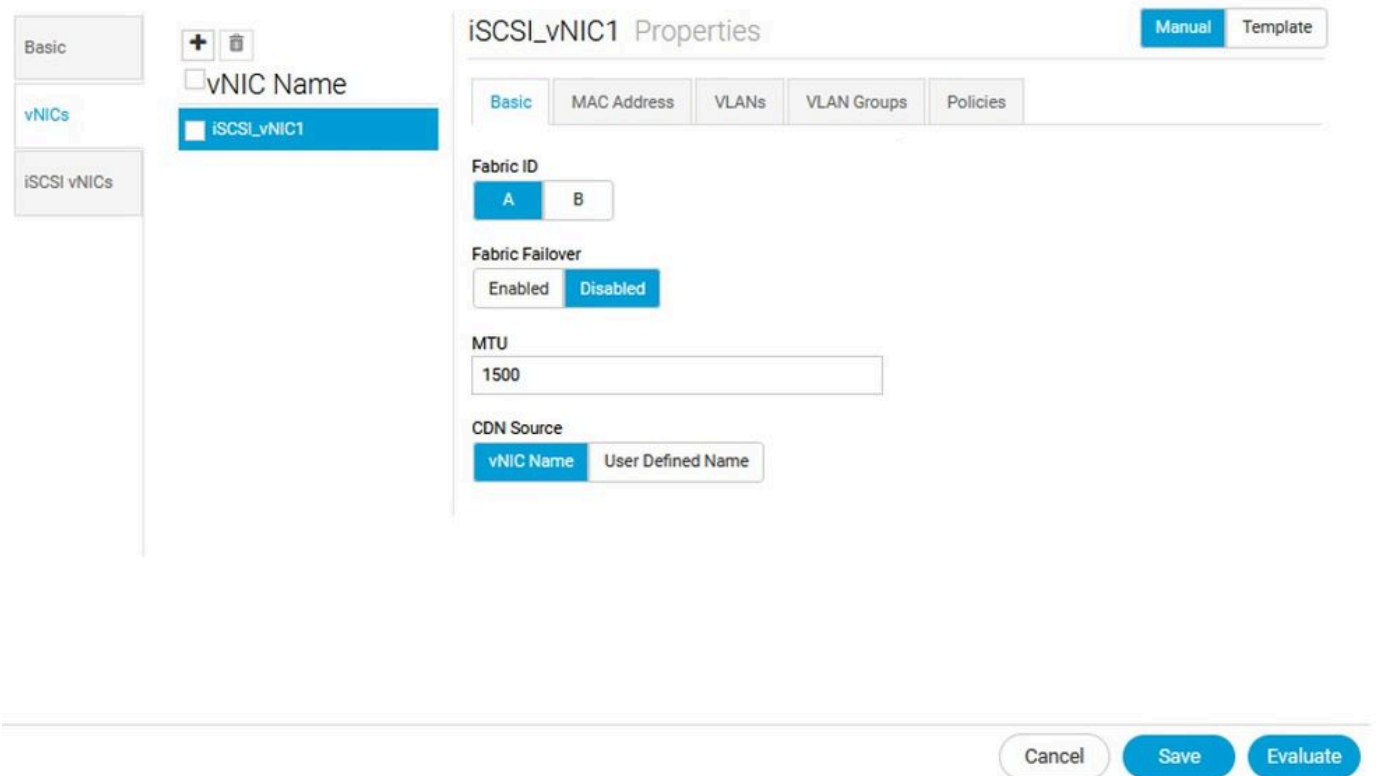 Basic
vNICs
iSCSI vNICs
vNIC Name
iSCSI_vNIC1
iSCSI_vNIC1 Properties
Manual Template
Basic MAC Address VLANs VLAN Groups Policies
Fabric ID
A B
Fabric Failover
Enabled Disabled
MTU
1500
CDN Source
vNIC Name User Defined Name
Cancel Save Evaluate